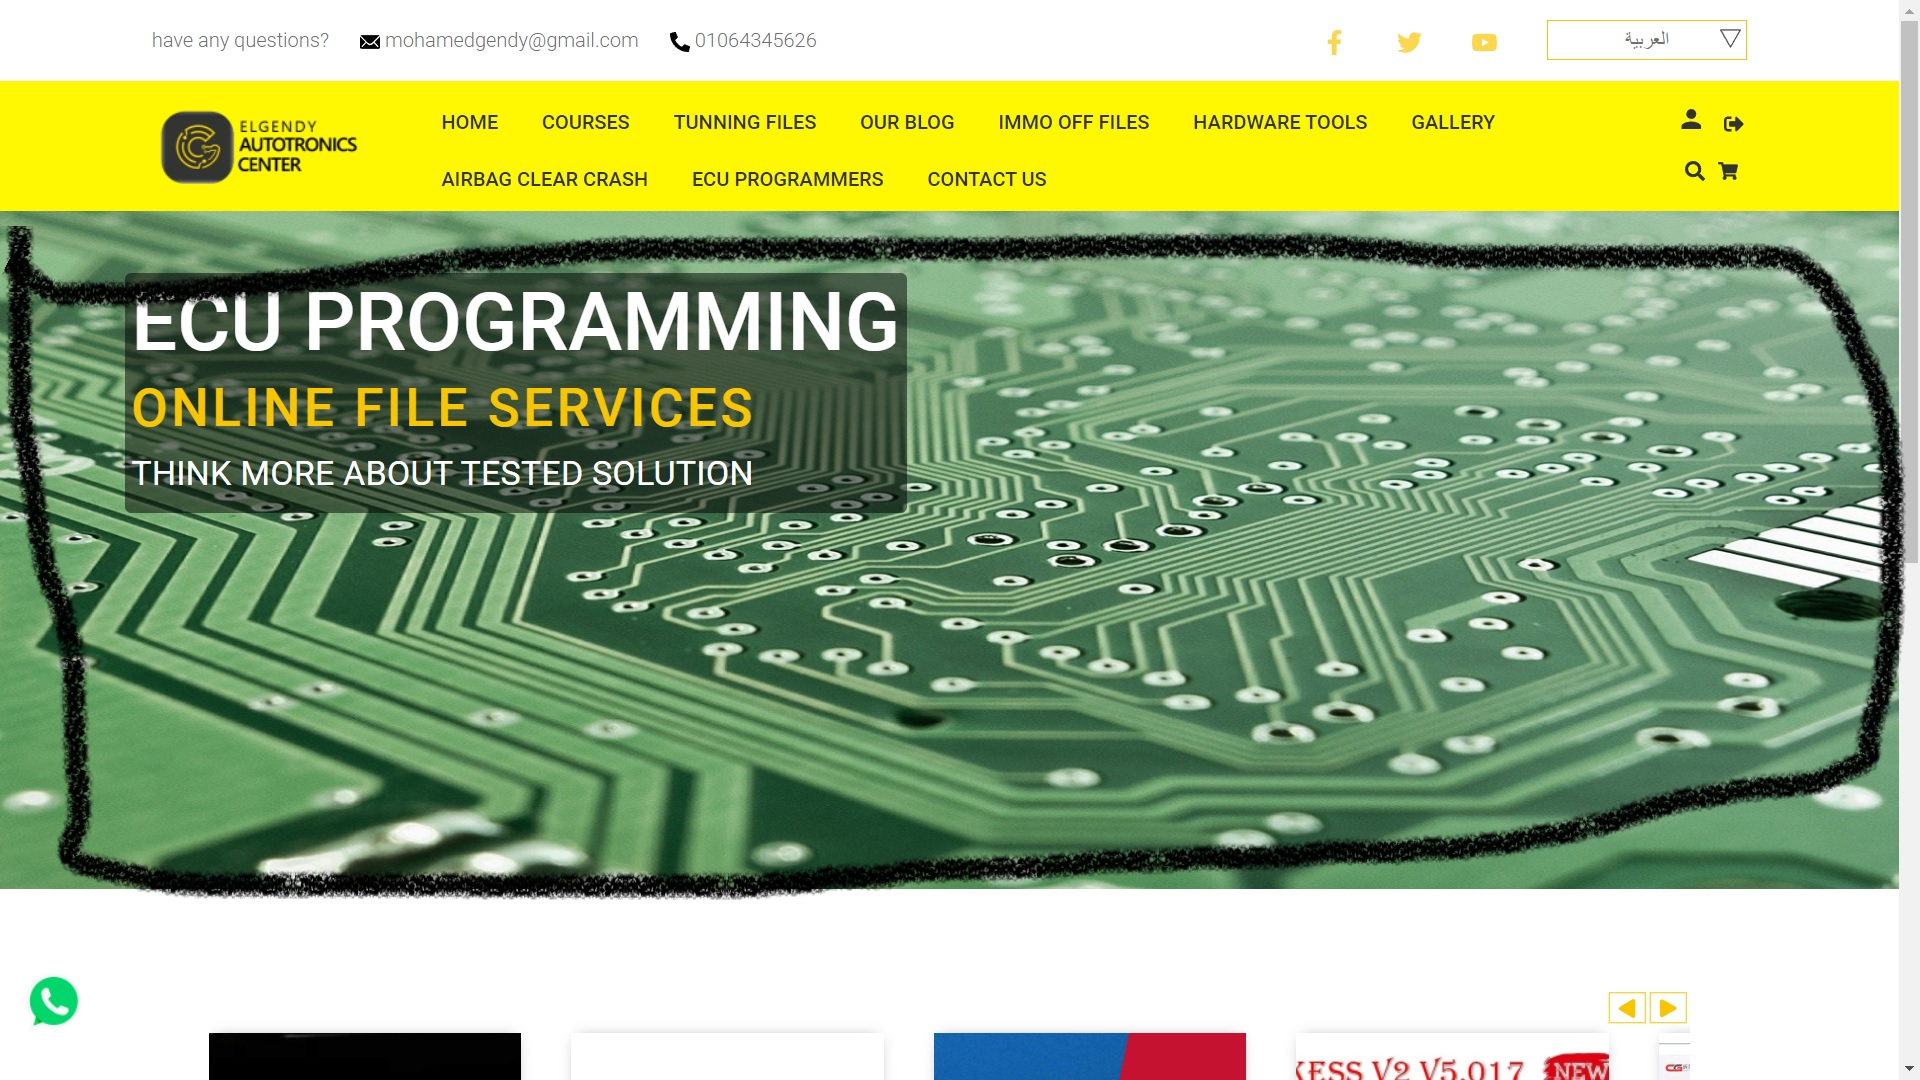 have any questions? mohamedgendy@gmail.com 01064345626 العربية
ELGENDY
AUTOTRONICS
CENTER
HOME COURSES TUNNING FILES OUR BLOG IMMO OFF FILES HARDWARE TOOLS GALLERY
AIRBAG CLEAR CRASH ECU PROGRAMMERS CONTACT US
ECU PROGRAMMING
ONLINE FILE SERVICES
THINK MORE ABOUT TESTED SOLUTION
KESS V2 V5.017 NEW